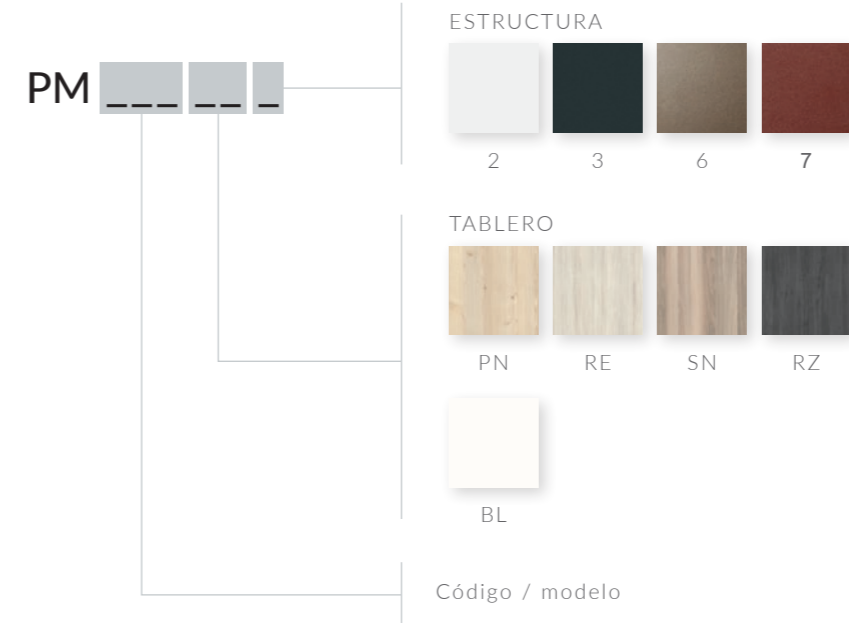 ESTRUCTURA
PM ___ __ _
2 3 6 7
TABLERO
PN RE SN RZ
BL
Código / modelo